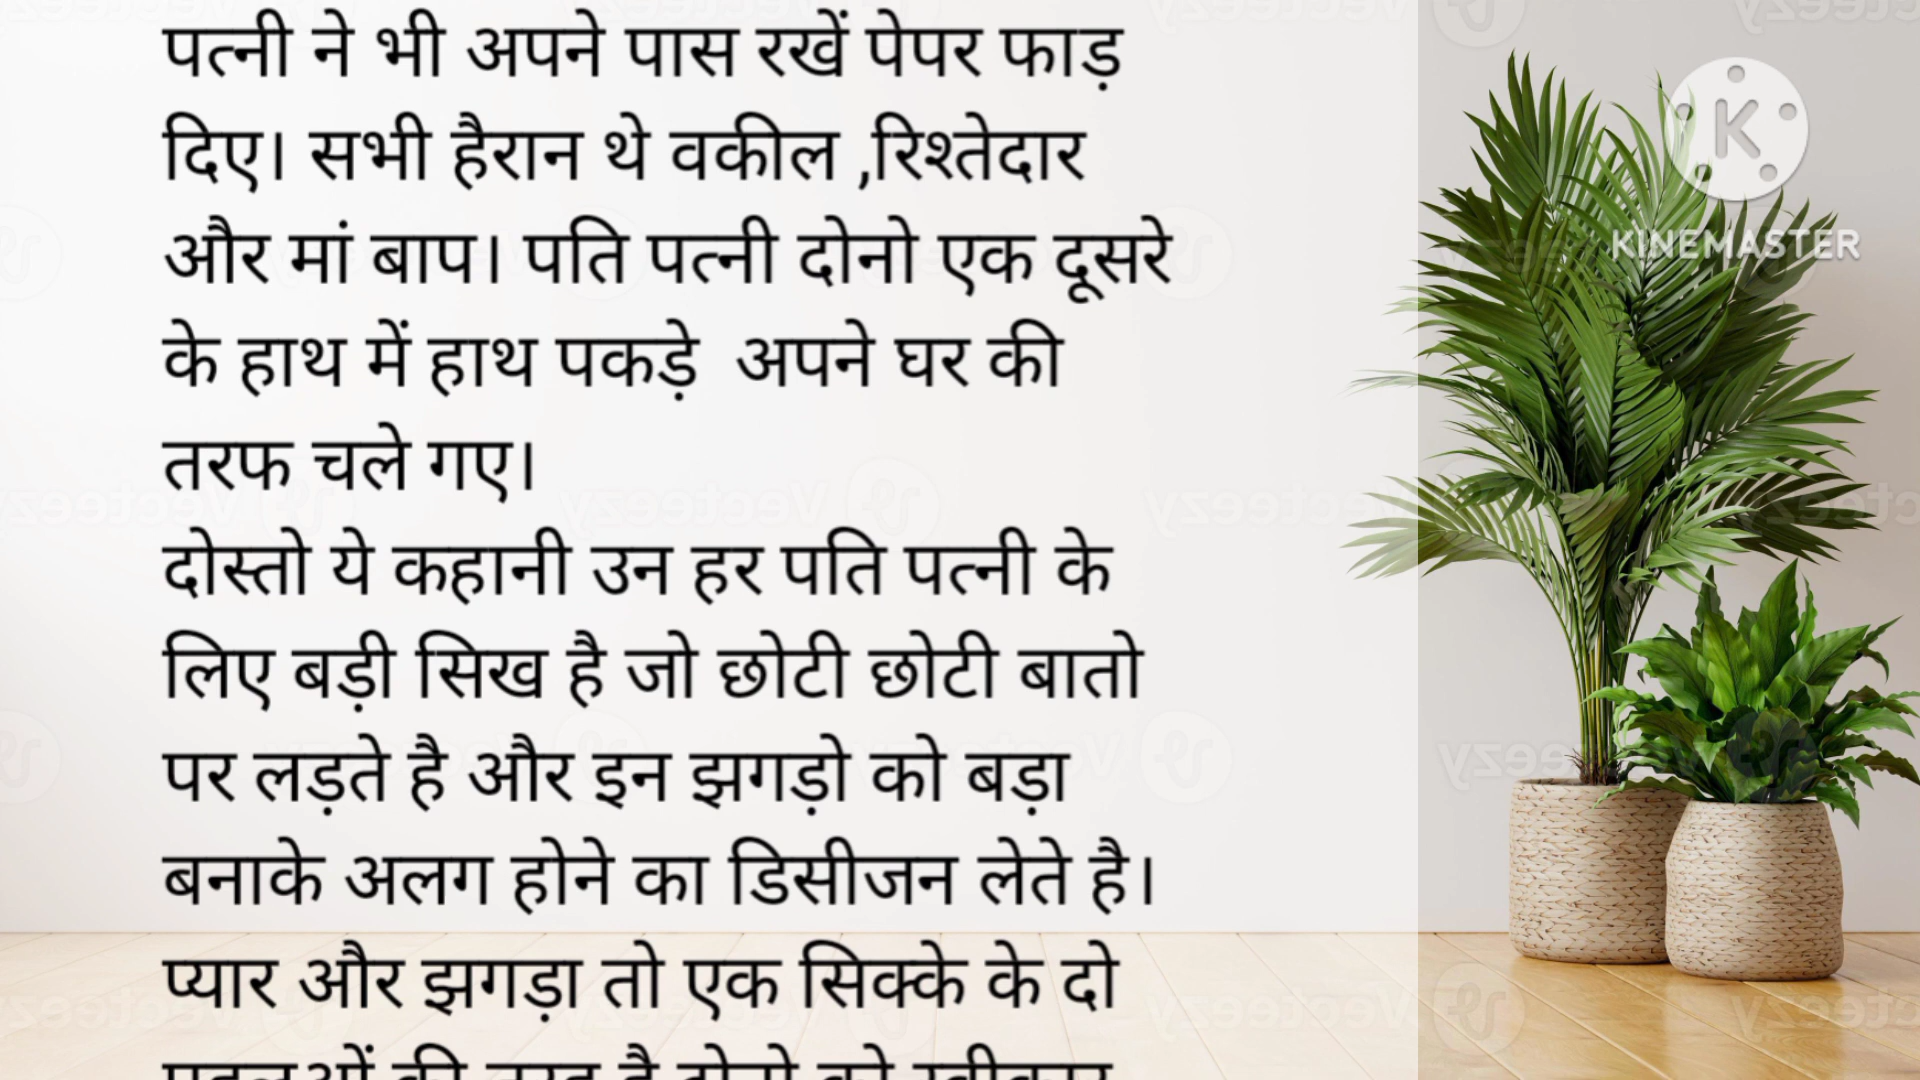 पत्नी ने भी अपने पास रखें पेपर फाड़
दिए। सभी हैरान थे वकील ,रिश्तेदार
और मां बाप। पति पत्नी दोनो एक दूसरे
के हाथ में हाथ पकड़े  अपने घर की
तरफ चले गए।
दोस्तो ये कहानी उन हर पति पत्नी के
लिए बड़ी सिख है जो छोटी छोटी बातो
पर लड़ते है और इन झगड़ो को बड़ा
बनाके अलग होने का डिसीजन लेते है।
प्यार और झगड़ा तो एक सिक्के के दो
K
KINEMASTER